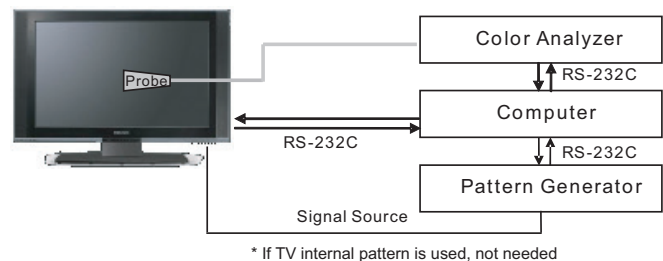 Color Analyzer
Probe
RS-232C
Computer
RS-232C
RS-232C
Pattern Generator
Signal Source
* If TV internal pattern is used, not needed